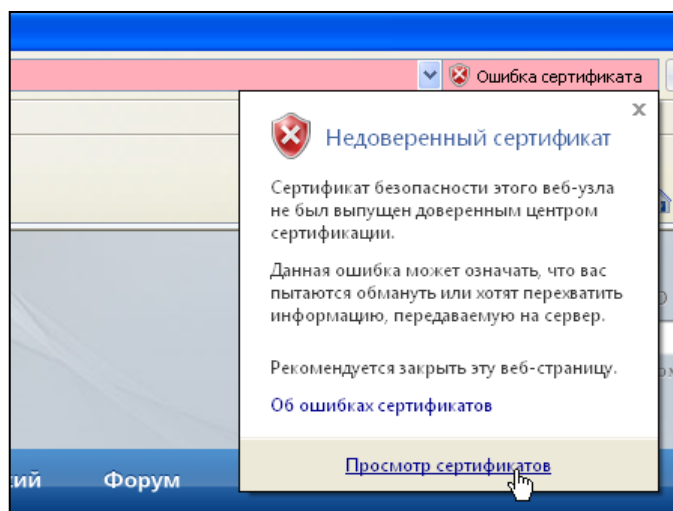 Ошибка сертификата
Недоверенный сертификат
Сертификат безопасности этого веб-узла
не был выпущен доверенным центром
сертификации.
Данная ошибка может означать, что вас
пытаются обмануть или хотят перехватить
информацию, передаваемую на сервер.
Рекомендуется закрыть эту веб-страницу.
Об ошибках сертификатов
Просмотр сертификатов
Форум